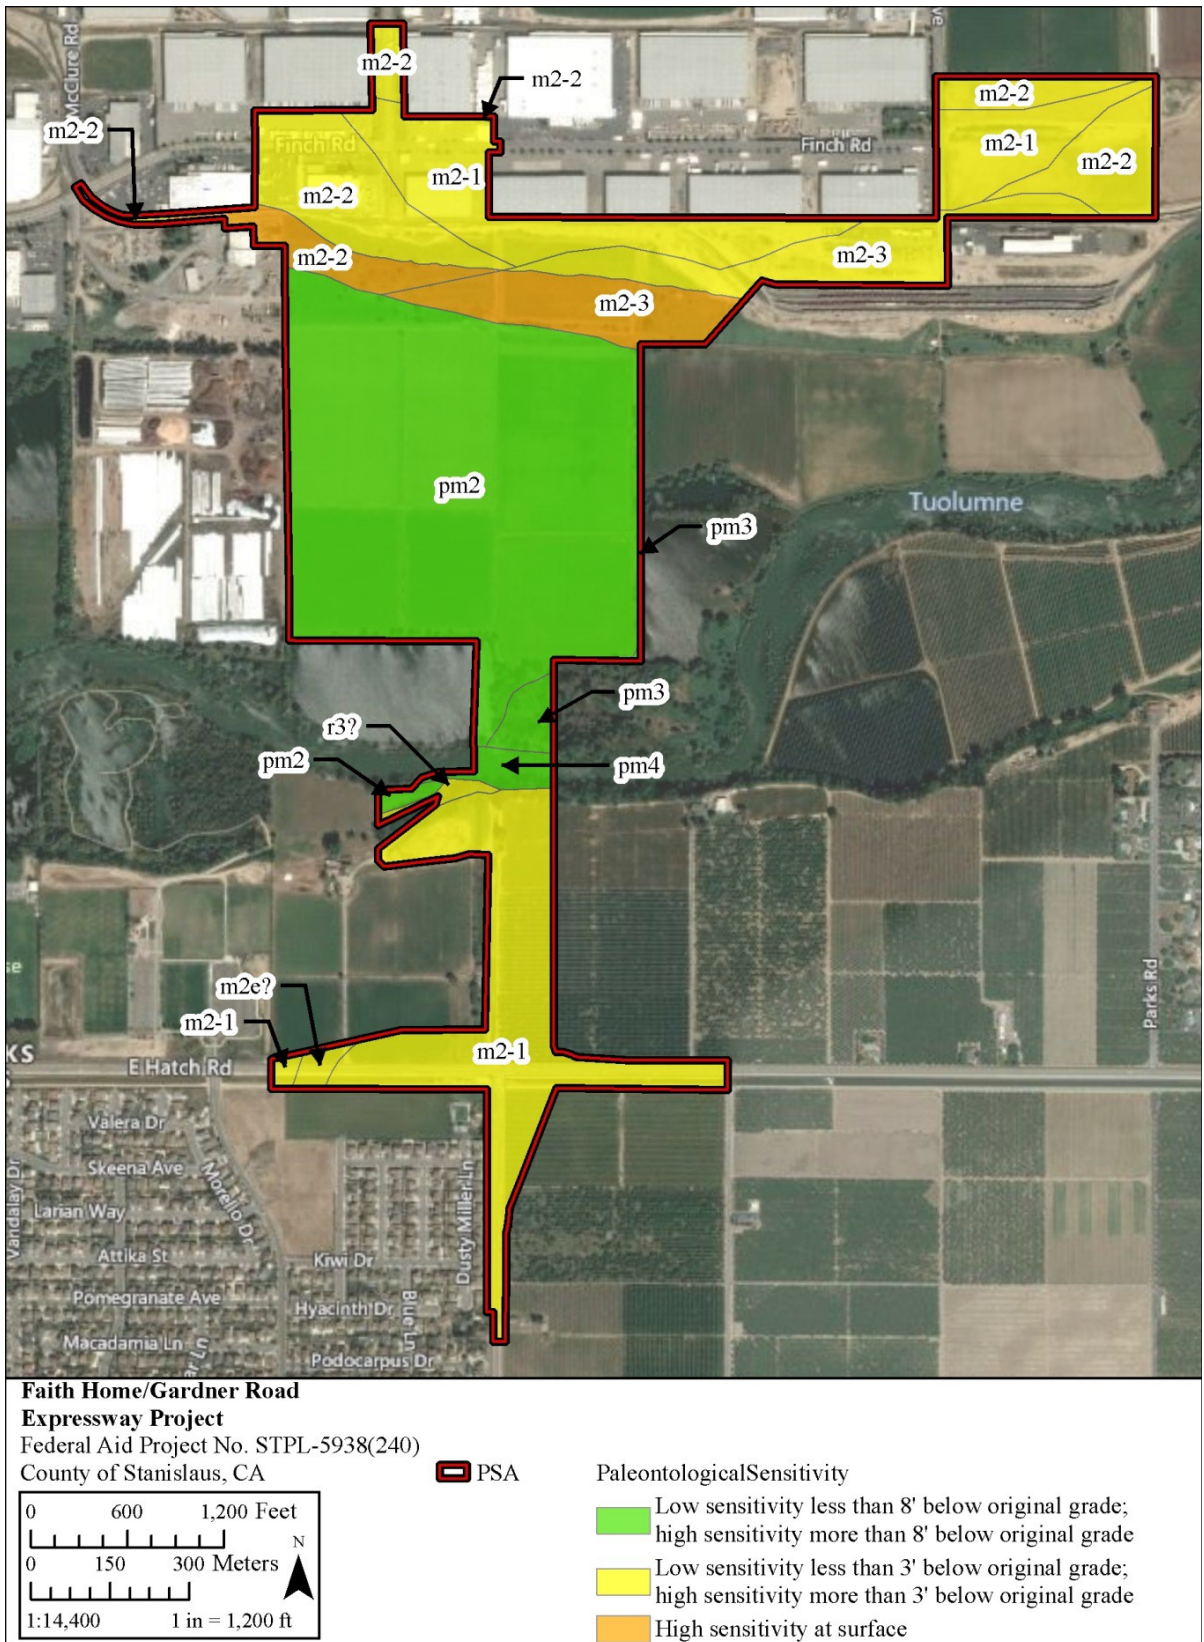 McClure Rd
ve
m2-2
m2-2
m2-2
m2-2
Finch Rd
Finch Rd
m2-1
m2-1
m2-2
m2-2
m2-2
m2-3
m2-3
pm2
Tuolumne
pm3
pm3
r3?
pm2
pm4
se
m2e?
m2-1
KS
E Hatch Rd
m2-1
Parks Rd
Valera Dr
Skeena Ave
Vandalay Dr
Morello Dr
Larian Way
Attika St
Kiwi Dr
Dusty Miller Ln
Pomegranate Ave
Hyacinth Dr
Blue Ln
Macadamia Ln
ar Ln
Podocarpus Dr
Faith Home/Gardner Road
Expressway Project
Federal Aid Project No. STPL-5938(240)
County of Stanislaus, CA
0 600 1,200 Feet
0 150 300 Meters
N
1:14,400 1 in = 1,200 ft
PSA
PaleontologicalSensitivity
Low sensitivity less than 8' below original grade;
high sensitivity more than 8' below original grade
Low sensitivity less than 3' below original grade;
high sensitivity more than 3' below original grade
High sensitivity at surface